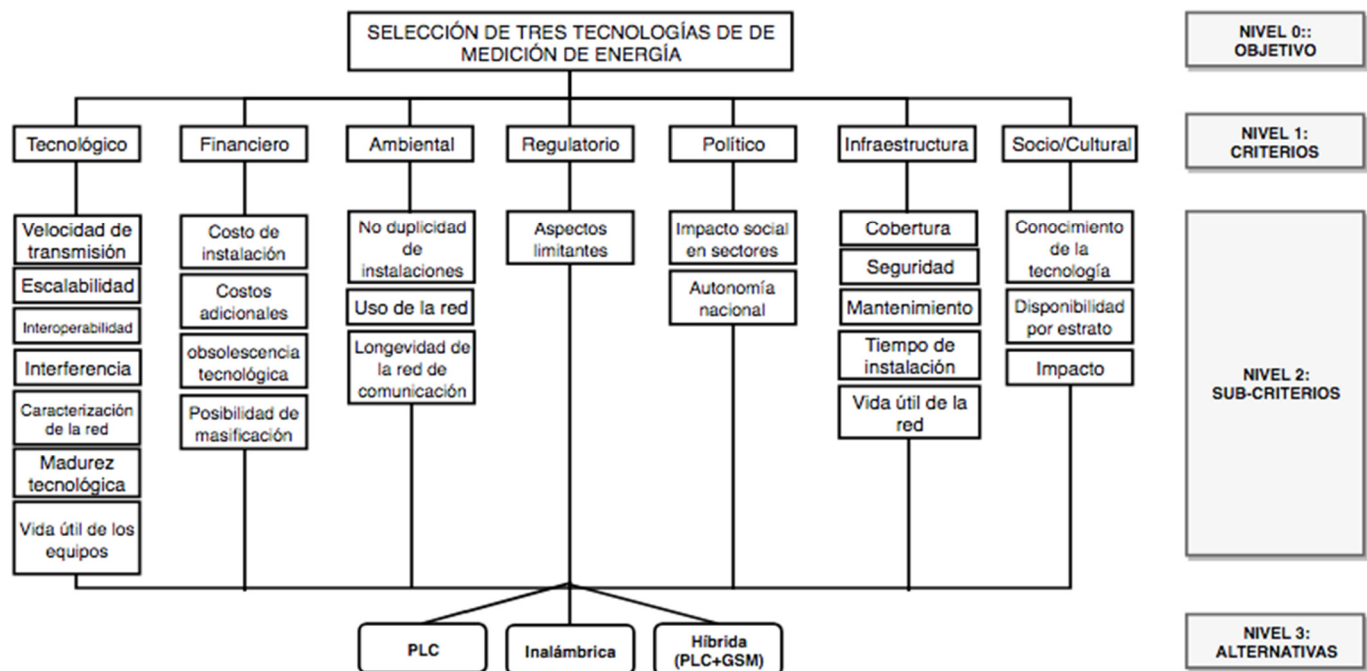 SELECCIÓN DE TRES TECNOLOGÍAS DE DE
MEDICIÓN DE ENERGÍA
NIVEL 0::
OBJETIVO
Tecnológico
Financiero
Ambiental
Regulatorio
Político
Infraestructura
Socio/Cultural
NIVEL 1:
CRITERIOS
Velocidad de
transmisión
Escalabilidad
Interoperabilidad
Interferencia
Caracterización
de la red
Madurez
tecnológica
Vida útil de los
equipos
Costo de
instalación
Costos
adicionales
obsolescencia
tecnológica
Posibilidad de
masificación
No duplicidad
de
instalaciones
Uso de la red
Longevidad de
la red de
comunicación
Aspectos
limitantes
Impacto social
en sectores
Autonomía
nacional
Cobertura
Seguridad
Mantenimiento
Tiempo de
instalación
Vida útil de la
red
Conocimiento
de la
tecnología
Disponibilidad
por estrato
Impacto
NIVEL 2:
SUB-CRITERIOS
PLC
Inalámbrica
Híbrida
(PLC+GSM)
NIVEL 3:
ALTERNATIVAS